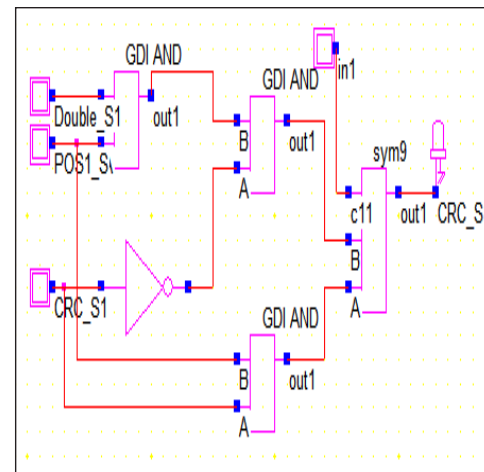 GDI AND
Double_S1
out1
POS1_S
GDI AND
B
out1
A
in1
sym9
c11
out1
CRC_S
B
A
CRC_S1
GDI AND
B
out1
A